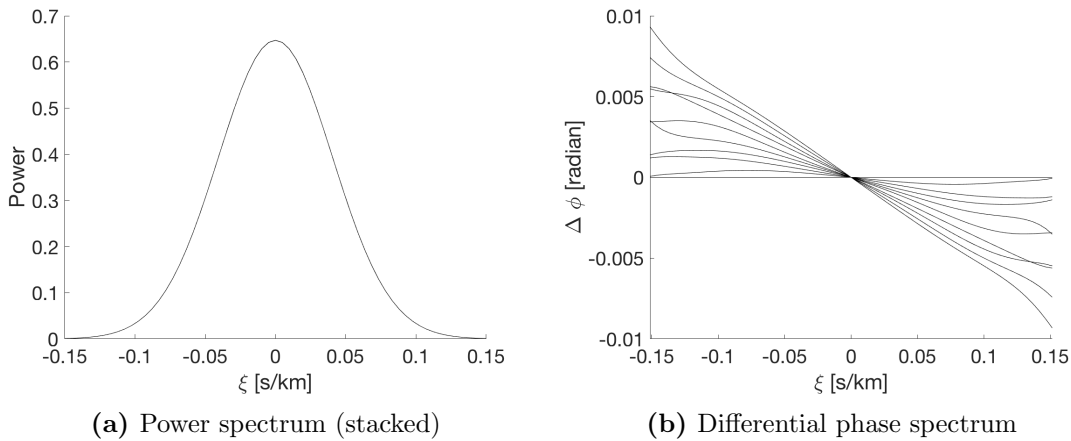 0.7
0.6
0.5
0.4
0.3
0.2
0.1
0
Power
-0.15 -0.1 -0.05 0 0.05 0.1 0.15
ξ [s/km]
(a) Power spectrum (stacked)
0.01
0.005
0
-0.005
-0.01
Δ ϕ [radian]
-0.15 -0.1 -0.05 0 0.05 0.1 0.15
ξ [s/km]
(b) Differential phase spectrum